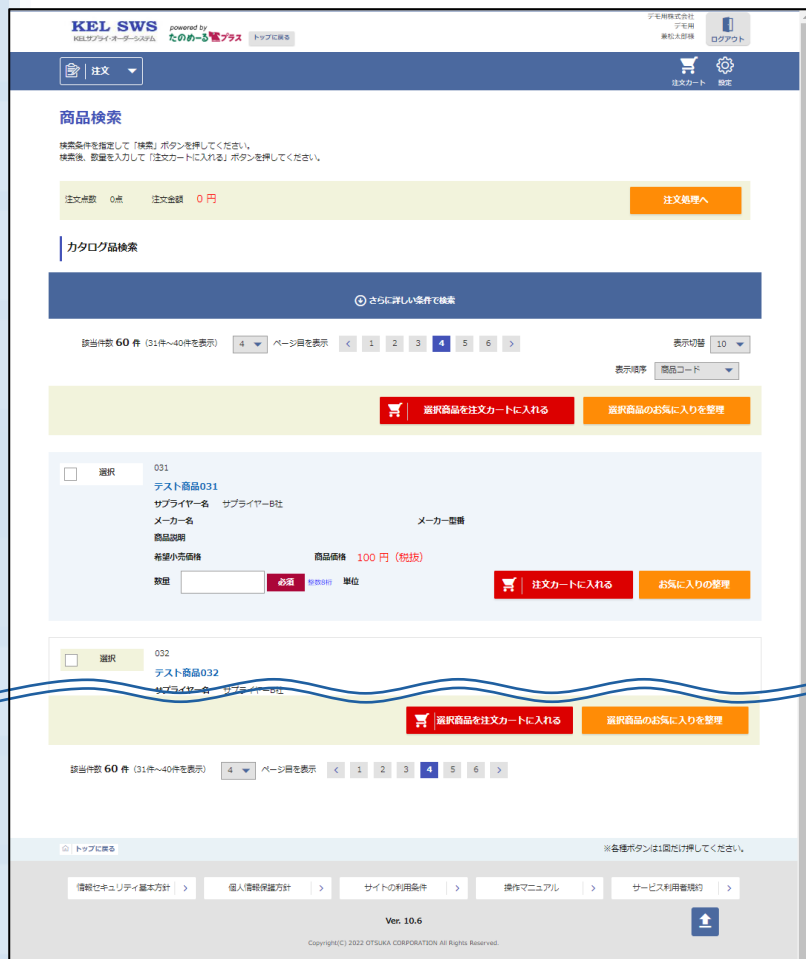 KEL SWS powered by
KELサプライ・オーダーシステム たのめーるプラス トップに戻る
デモ用株式会社
デモ用
兼松太郎様
ログアウト
注文
注文カート 設定
商品検索
検索条件を指定して「検索」ボタンを押してください。
検索後、数量を入力して「注文カートに入れる」ボタンを押してください。
注文点数 0点 注文金額 0 円 注文処理へ
カタログ品検索
さらに詳しい条件で検索
該当件数 60 件 (31件～40件を表示) 4 ページ目を表示 < 1 2 3 4 5 6 > 表示切替 10
表示順序 商品コード
選択商品を注文カートに入れる 選択商品のお気に入りを整理
選択 031
テスト商品031
サプライヤー名 サプライヤーB社
メーカー名 メーカー型番
商品説明
希望小売価格 商品価格 100 円（税抜）
数量 必須 整数8桁 単位 注文カートに入れる お気に入りの整理
選択 032
テスト商品032
サプライヤー名 サプライヤーB社
選択商品を注文カートに入れる 選択商品のお気に入りを整理
該当件数 60 件 (31件～40件を表示) 4 ページ目を表示 < 1 2 3 4 5 6 >
トップに戻る ※各種ボタンは1回だけ押してください。
情報セキュリティ基本方針 > 個人情報保護方針 > サイトの利用条件 > 操作マニュアル > サービス利用者規約 >
Ver. 10.6
Copyright(C) 2022 OTSUKA CORPORATION All Rights Reserved.